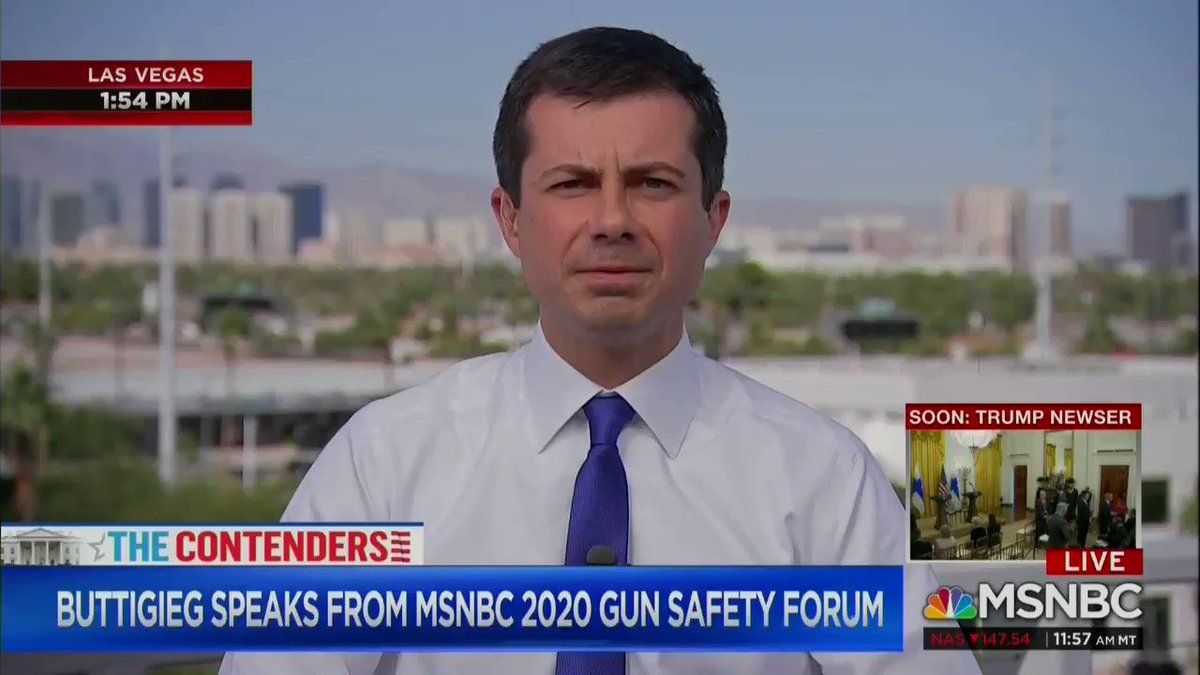 LAS VEGAS
1:54 PM
SOON: TRUMP NEWSER
THE CONTENDERS
LIVE
BUTTIGIEG SPEAKS FROM MSNBC 2020 GUN SAFETY FORUM
MSNBC
NAS ▼147.54 11:57 AM MT